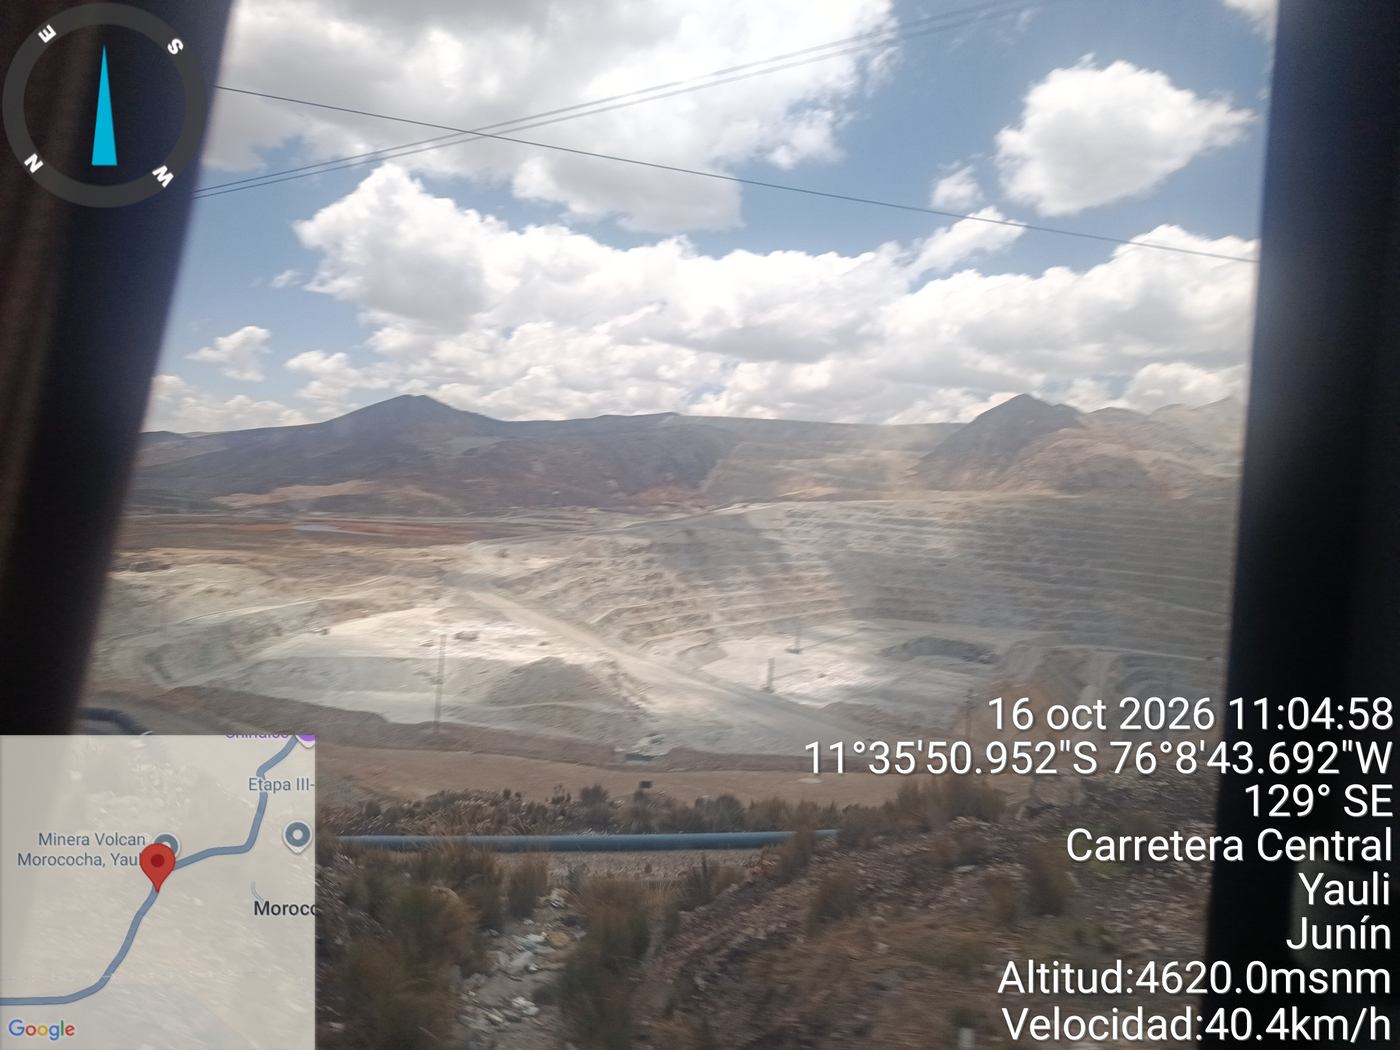 E
S
N
W
16 oct 2026 11:04:58
11°35'50.952"S 76°8'43.692"W
129° SE
Carretera Central
Yauli
Junín
Altitud:4620.0msnm
Velocidad:40.4km/h
Etapa III-
Minera Volcan
Morococha, Yaul
Moroco
Google